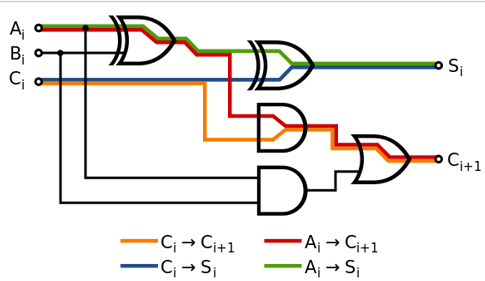 Aᵢ
Bᵢ
Cᵢ
Sᵢ
Cᵢ₊₁
Cᵢ → Cᵢ₊₁
Aᵢ → Cᵢ₊₁
Cᵢ → Sᵢ
Aᵢ → Sᵢ